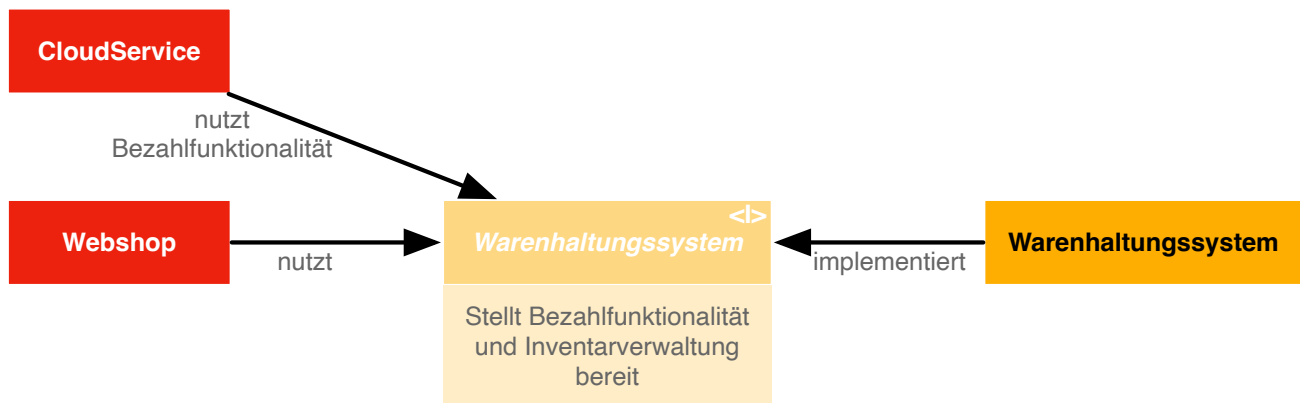 CloudService
nutzt
Bezahlfunktionalität
Webshop
nutzt
<I>
Warenhaltungssystem
Stellt Bezahlfunktionalität
und Inventarverwaltung
bereit
implementiert
Warenhaltungssystem